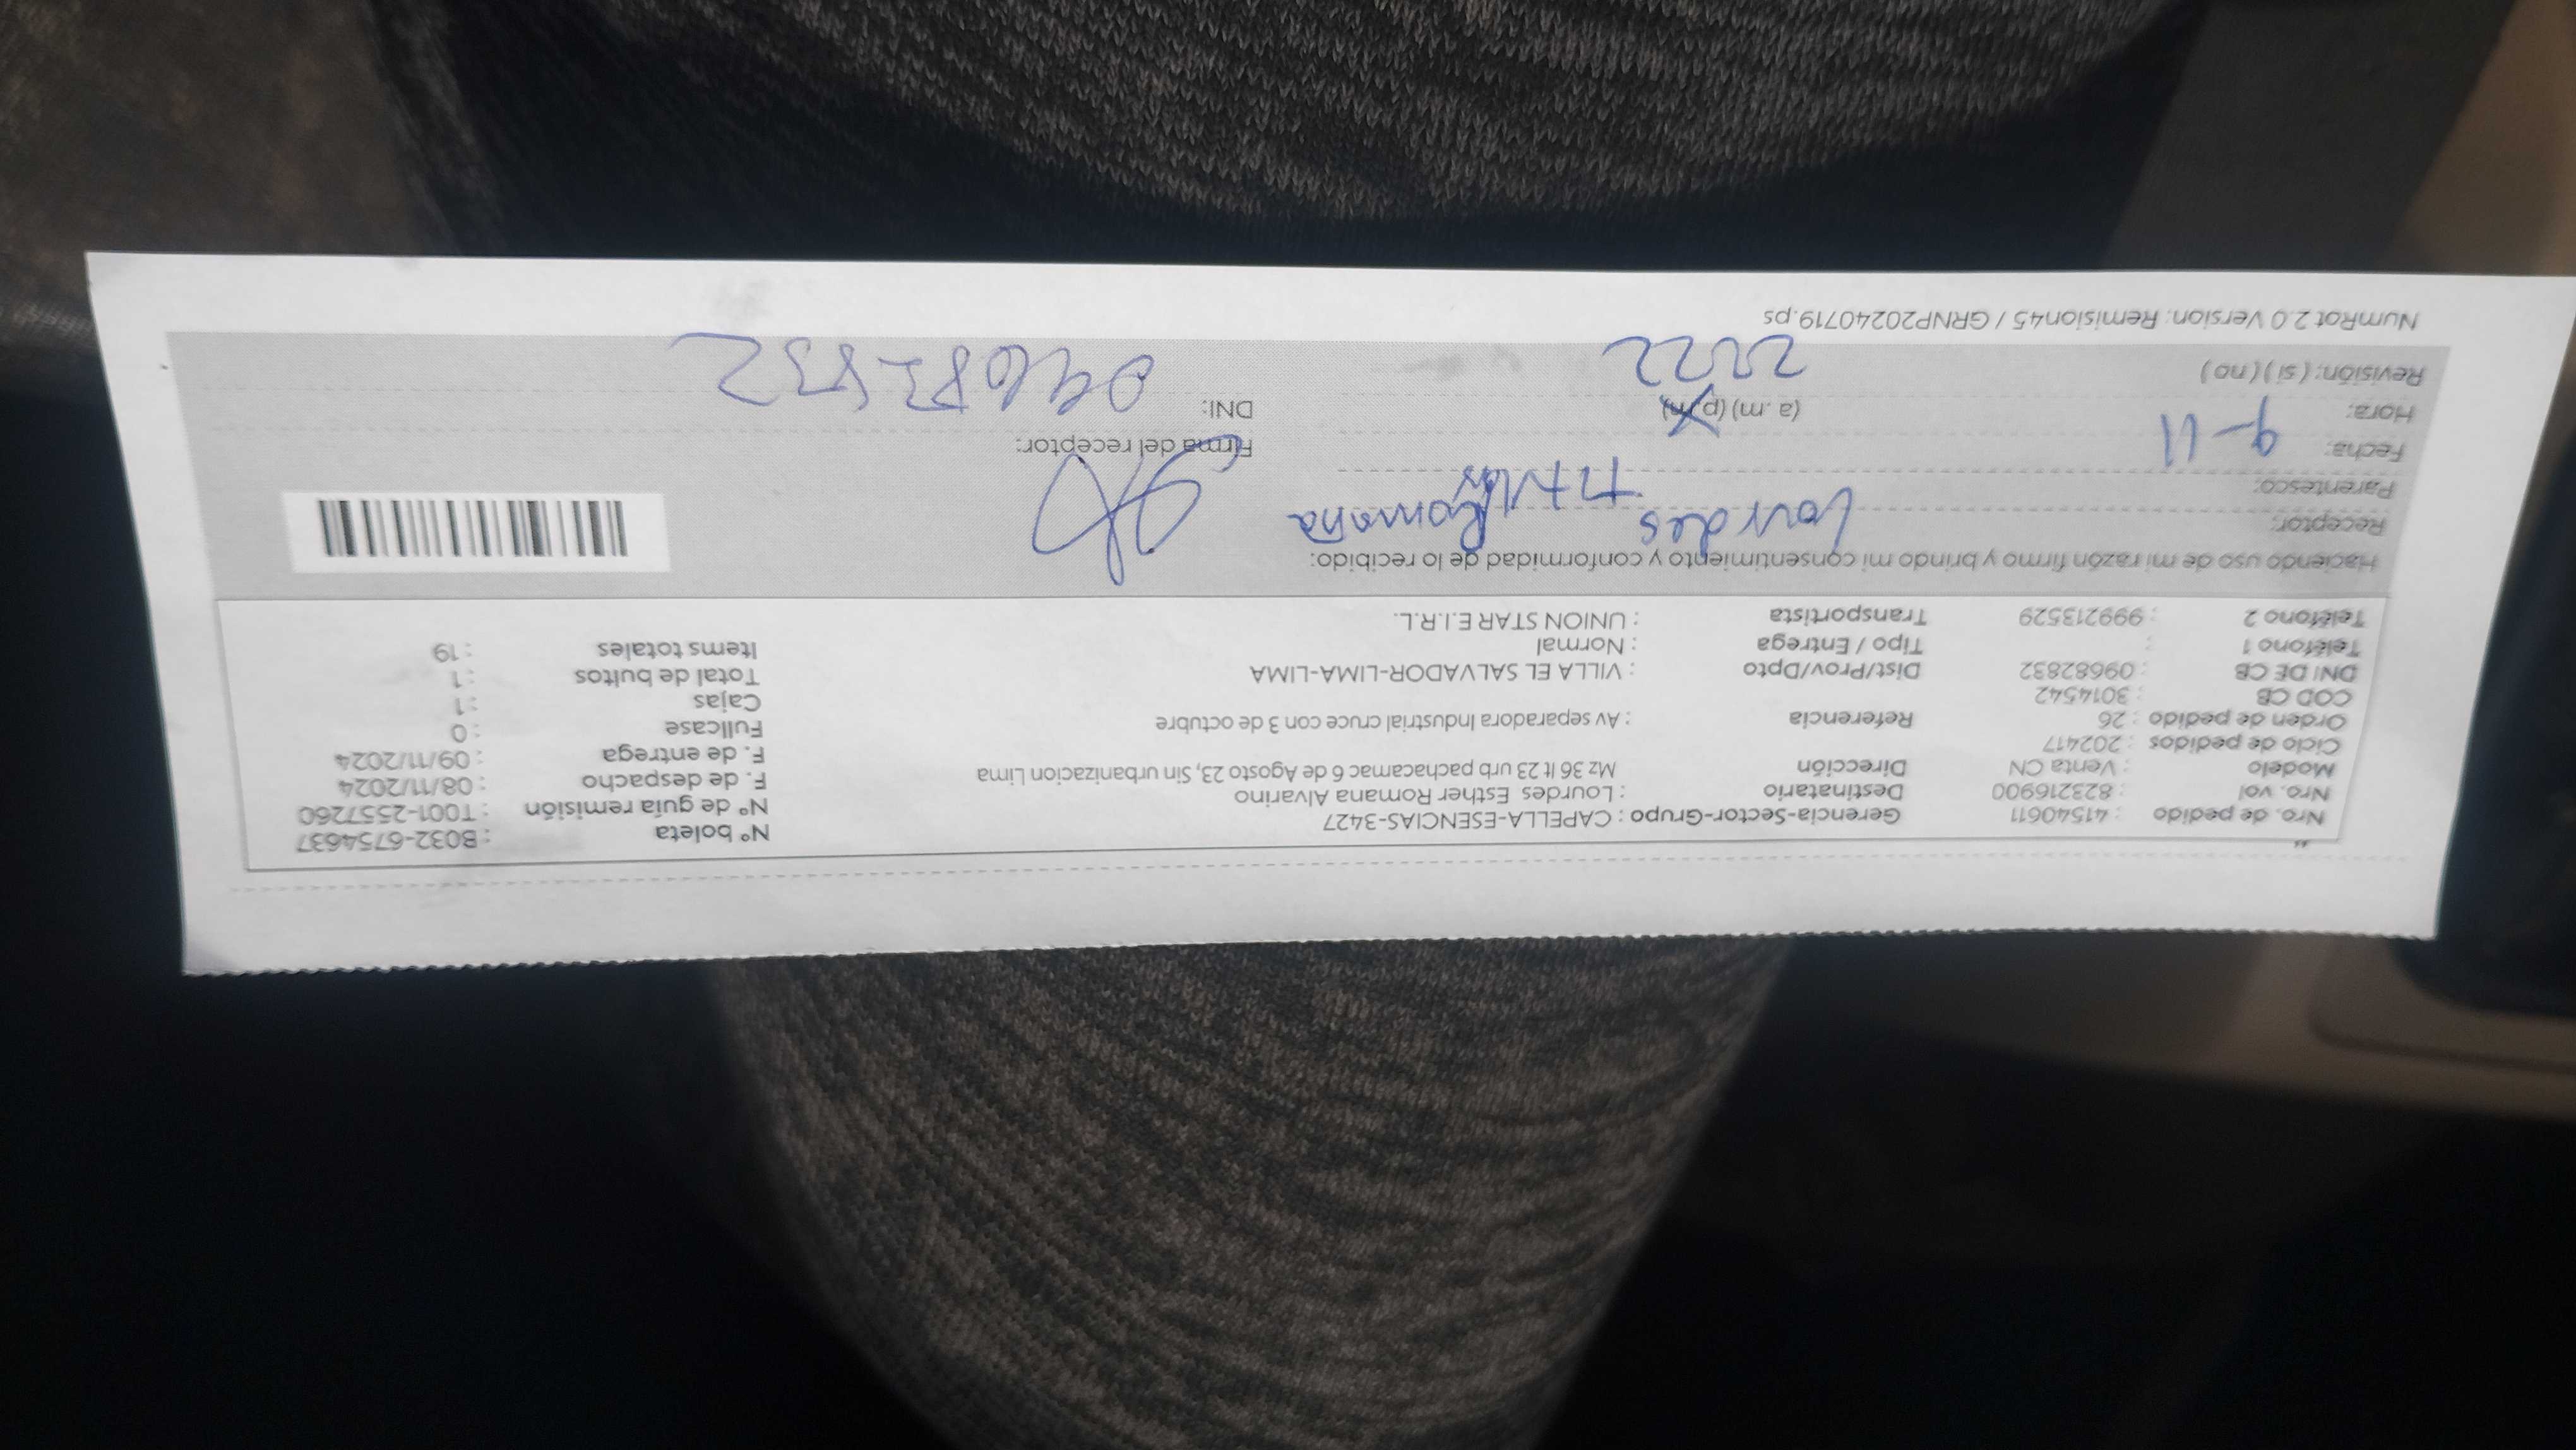 Nro. de pedido : 41540611 Gerencia-Sector-Grupo : CAPELLA-ESENCIAS-3427 N° boleta : B032-6754637
Nro. vol : 823216900 Destinatario : Lourdes Esther Romana Alvarino N° de guía remisión : T001-2557260
Modelo : Venta CN Dirección Mz 36 lt 23 urb pachacamac 6 de Agosto 23, Sin urbanizacion Lima F. de despacho : 08/11/2024
Ciclo de pedidos : 202417 F. de entrega : 09/11/2024
Orden de pedido : 26 Referencia : Av separadora Industrial cruce con 3 de octubre Fullcase : 0
COD CB : 3014542 Cajas : 1
DNI DE CB : 09682832 Dist/Prov/Dpto : VILLA EL SALVADOR-LIMA-LIMA Total de bultos : 1
Teléfono 1 : Tipo / Entrega : Normal Items totales : 19
Teléfono 2 : 999213529 Transportista : UNION STAR E.I.R.L.
Haciendo uso de mi razón firmo y brindo mi consentimiento y conformidad de lo recibido:
Receptor: Lourdes Romana
Parentesco:
Fecha: 9-11 Firma del receptor:
Hora: (a.m) (p.m) DNI:
Revisión: ( si ) ( no )
NumRot 2.0 Version: Remision45 / GRNP20240719.ps